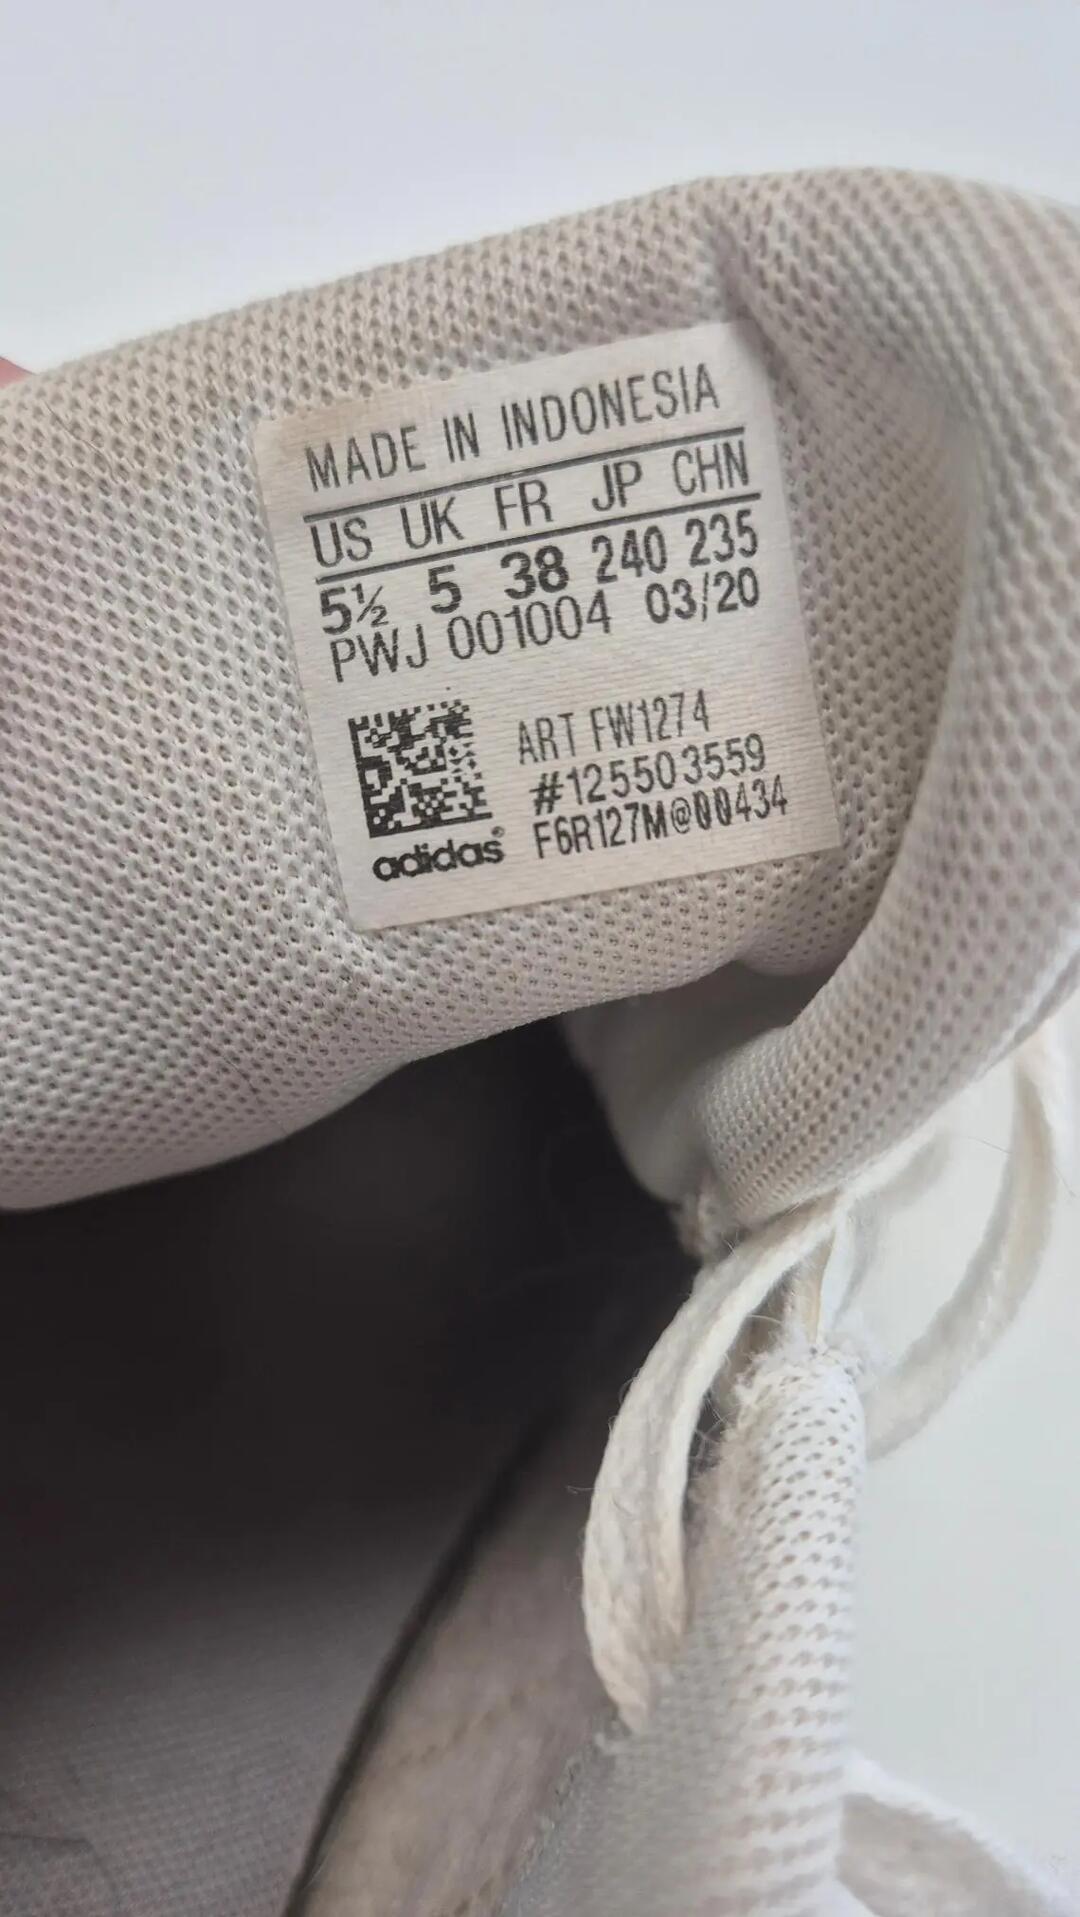 MADE IN INDONESIA
US UK FR JP CHN
5½ 5 38 240 235
PWJ 001004 03/20
ART FW1274
#125503559
F6R127M@00434
adidas®